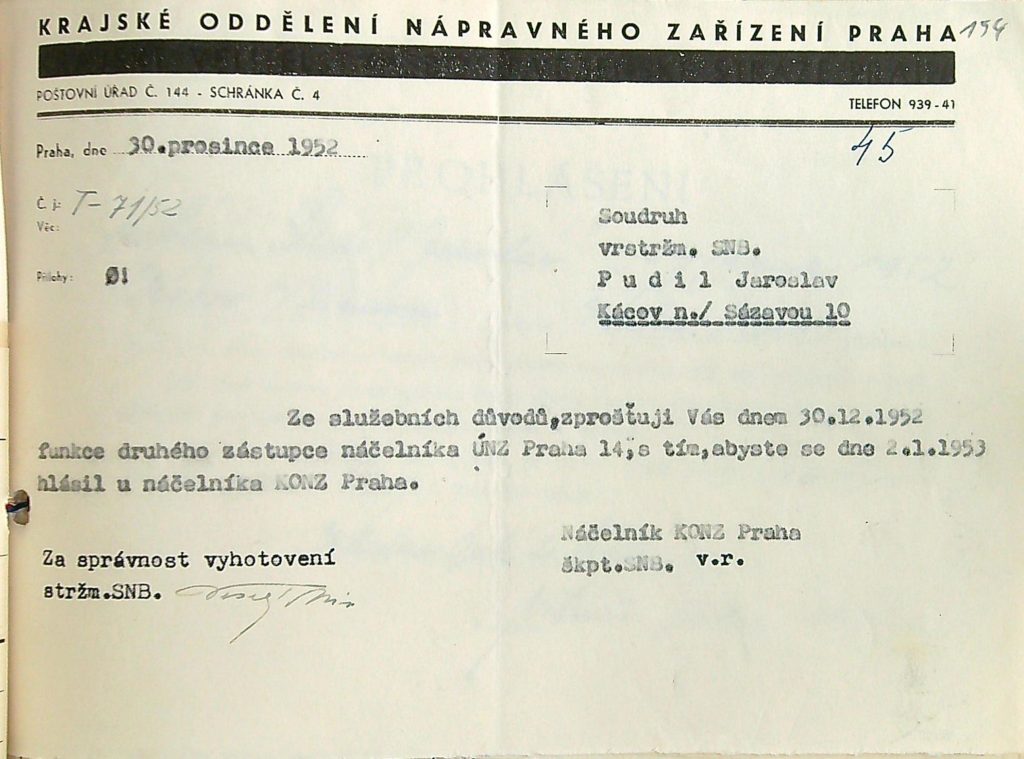 KRAJSKÉ ODDĚLENÍ NÁPRAVNÉHO ZAŘÍZENÍ PRAHA
154
POŠTOVNÍ ÚŘAD Č. 144 - SCHRÁNKA Č. 4
TELEFON 939-41
Praha, dne 30.prosince 1952
45
Č. j.: T-71/52
Věc:
Přílohy: Ø!
Soudruh
vrstržm. SNB.
P u d i l Jaroslav
Kácov n./ Sázavou 10
Ze služebních důvodů,zprošťuji Vás dnem 30.12.1952
funkce druhého zástupce náčelníka ÚNZ Praha 14,s tím,abyste se dne 2.1.1953
hlásil u náčelníka KONZ Praha.
Náčelník KONZ Praha
škpt.SNB. v.r.
Za správnost vyhotovení
stržm.SNB.